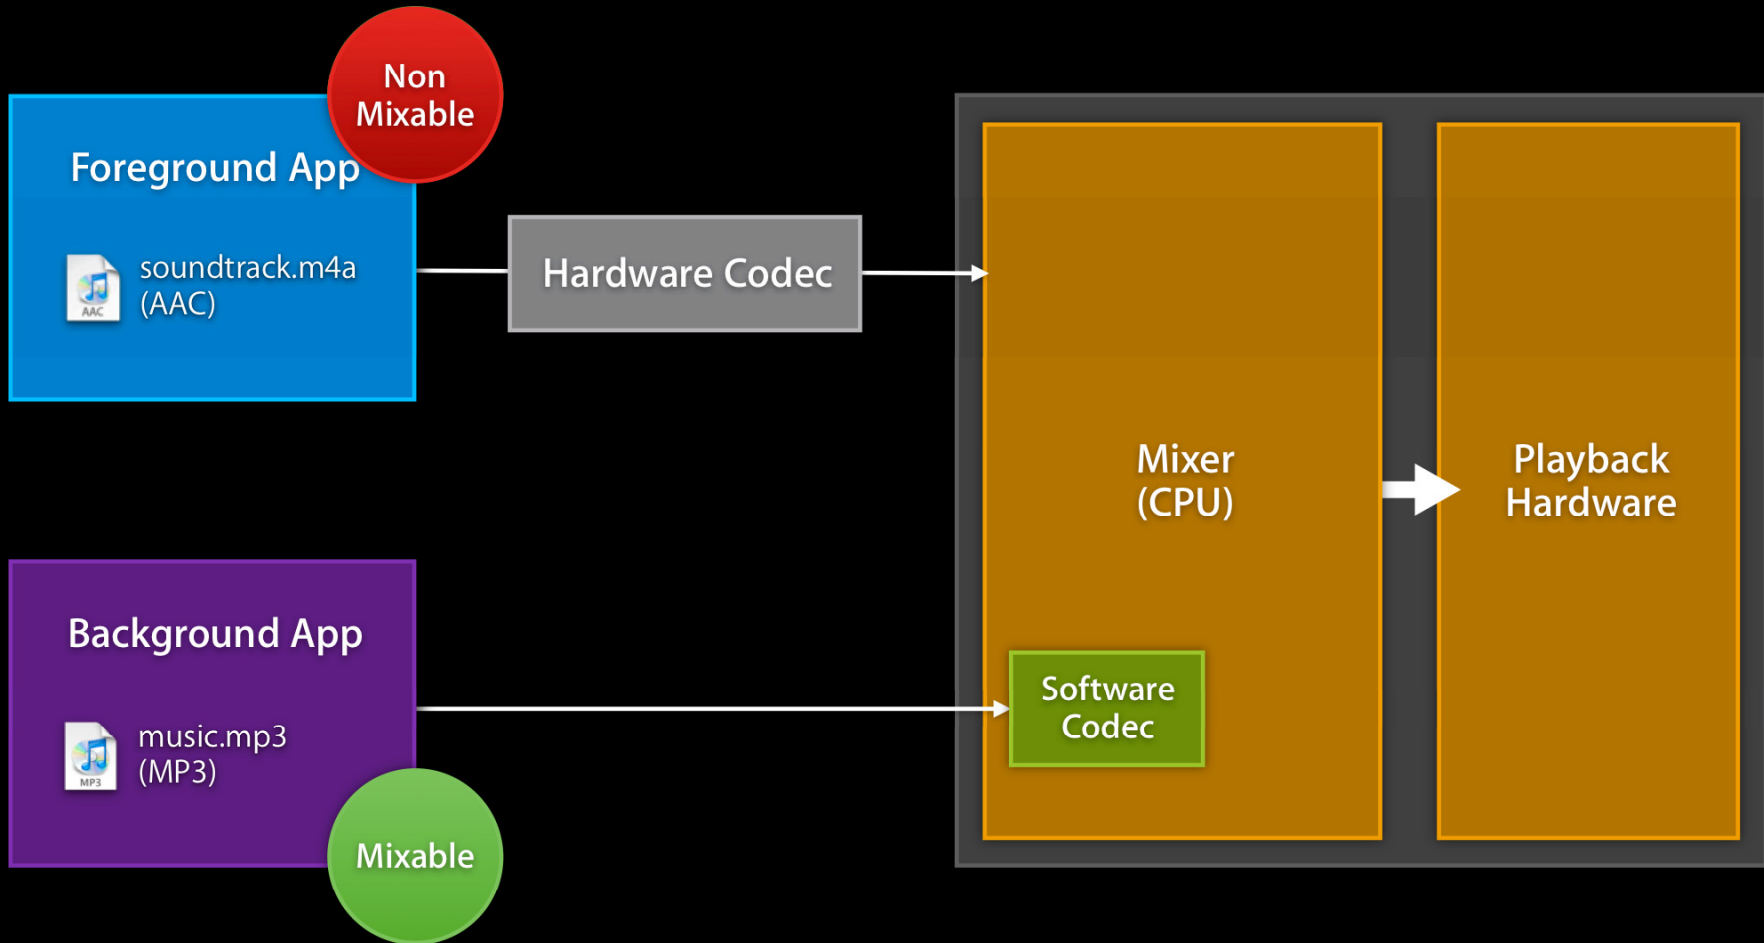 Non
Mixable
Foreground App
soundtrack.m4a
(AAC)
AAC
Hardware Codec
Mixer
(CPU)
Playback
Hardware
Background App
music.mp3
(MP3)
MP3
Mixable
Software
Codec